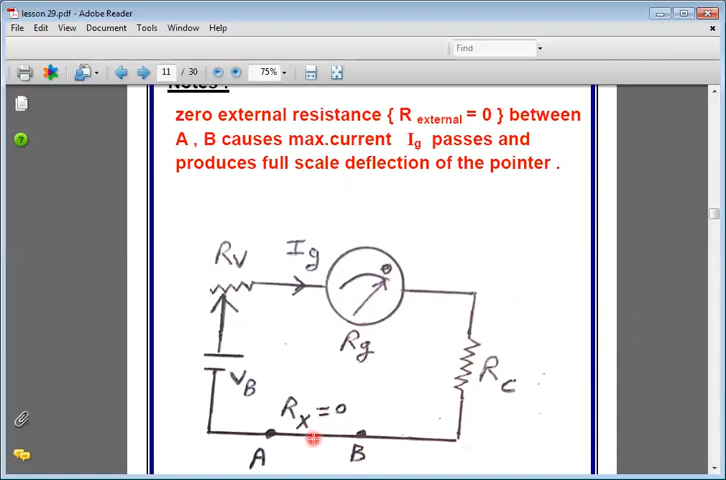 lesson 29.pdf - Adobe Reader
File Edit View Document Tools Window Help
Find
11 / 30 75%
Notes :
zero external resistance { R external = 0 } between
A , B causes max.current Ig passes and
produces full scale deflection of the pointer .
RV Ig
0
Rg
RC
VB
RX = 0
A B